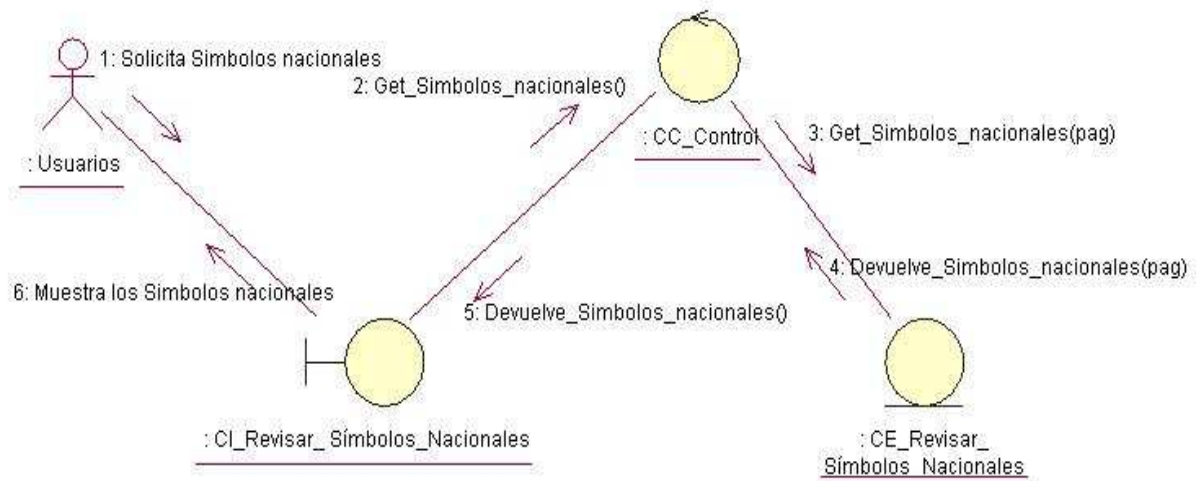 1: Solicita Simbolos nacionales
2: Get_Simbolos_nacionales()
: Usuarios
: CC_Control
3: Get_Simbolos_nacionales(pag)
4: Devuelve_Simbolos_nacionales(pag)
6: Muestra los Simbolos nacionales
5: Devuelve_Simbolos_nacionales()
: CI_Revisar_ Símbolos_Nacionales
: CE_Revisar_
Símbolos_Nacionales